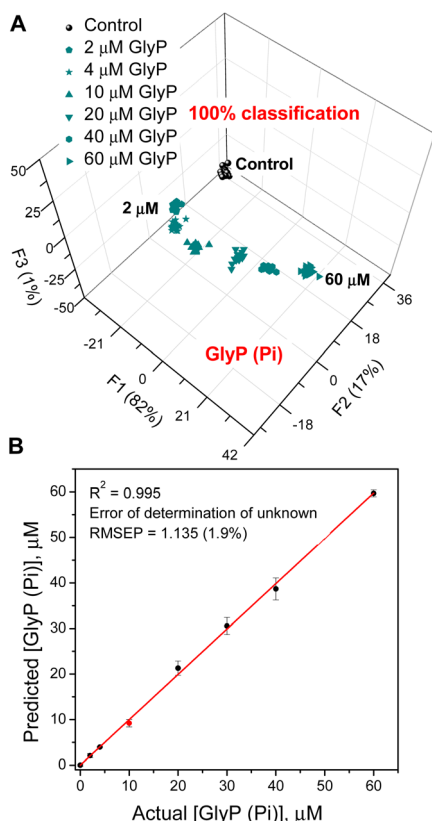 A
Control
2 μM GlyP
4 μM GlyP
10 μM GlyP
20 μM GlyP
40 μM GlyP
60 μM GlyP
100% classification
Control
2 μM
60 μM
GlyP (Pi)
50
25
0
-25
-50
F3 (1%)
-21
0
21
42
F1 (82%)
-18
0
18
36
F2 (17%)
B
R² = 0.995
Error of determination of unknown
RMSEP = 1.135 (1.9%)
60
50
40
30
20
10
0
Predicted [GlyP (Pi)], μM
0 10 20 30 40 50 60
Actual [GlyP (Pi)], μM